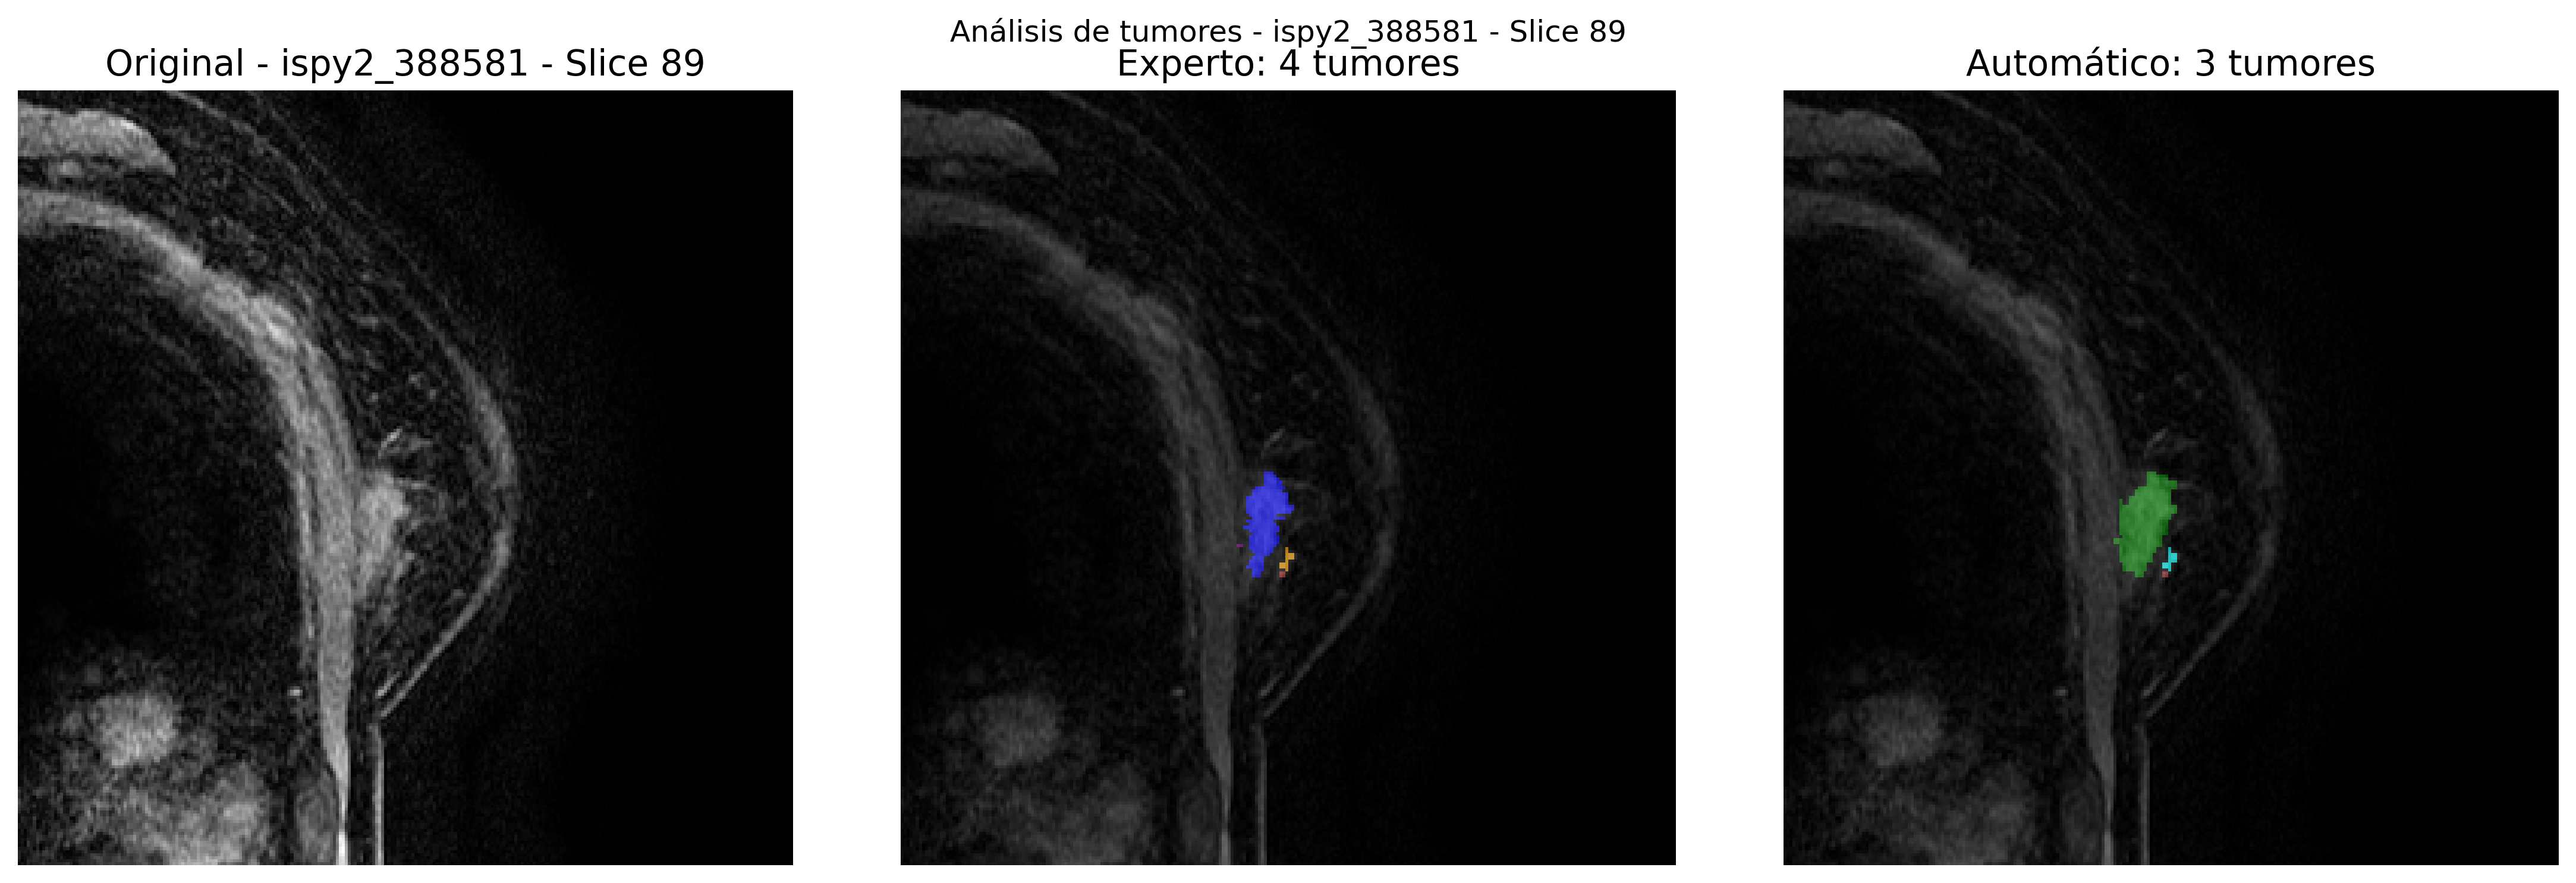 Análisis de tumores - ispy2_388581 - Slice 89
Original - ispy2_388581 - Slice 89
Experto: 4 tumores
Automático: 3 tumores